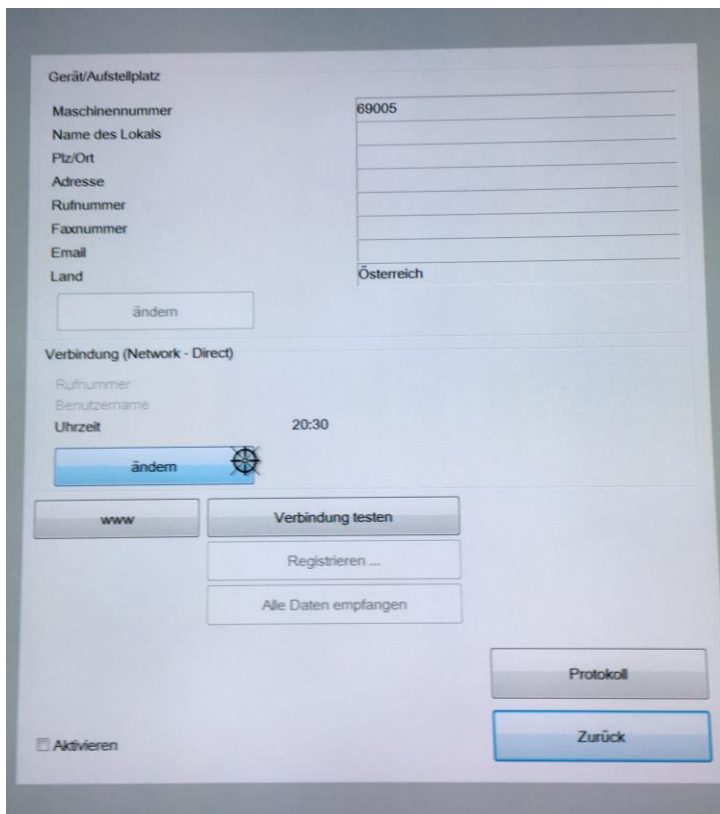 Gerät/Aufstellplatz
Maschinennummer 69005
Name des Lokals
Plz/Ort
Adresse
Rufnummer
Faxnummer
Email
Land Österreich
ändern
Verbindung (Network - Direct)
Rufnummer
Benutzername
Uhrzeit 20:30
ändern
www Verbindung testen
Registrieren ...
Alle Daten empfangen
Protokoll
Zurück
Aktivieren